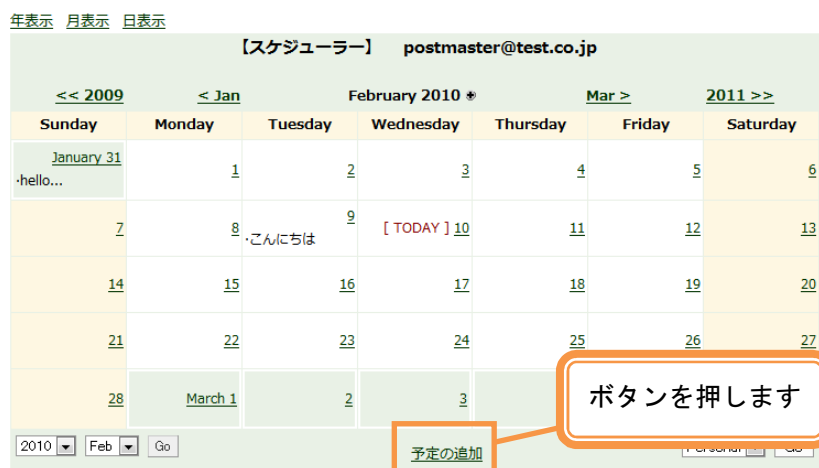 年表示 月表示 日表示
【スケジューラー】 postmaster@test.co.jp
<< 2009 < Jan February 2010 Mar > 2011 >>
Sunday Monday Tuesday Wednesday Thursday Friday Saturday
January 31 1 2 3 4 5 6
·hello...
7 8 9 [ TODAY ] 10 11 12 13
·こんにちは
14 15 16 17 18 19 20
21 22 23 24 25 26 27
28 March 1 2 3
ボタンを押します
2010 Feb Go 予定の追加